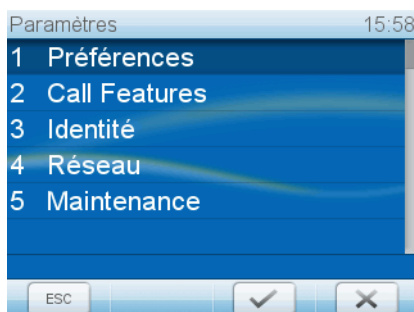 Paramètres 15:58
1 Préférences
2 Call Features
3 Identité
4 Réseau
5 Maintenance
ESC